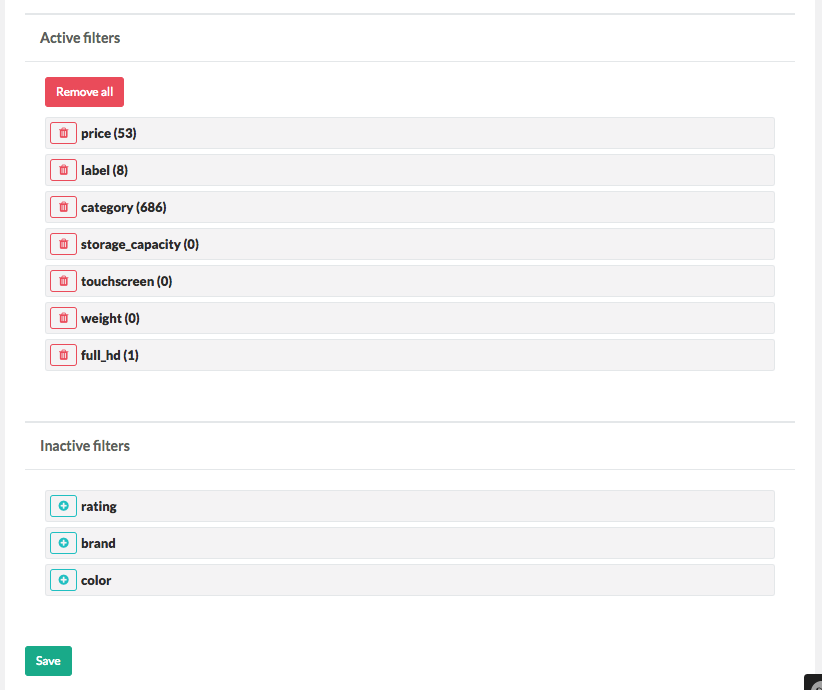 Active filters
Remove all
price (53)
label (8)
category (686)
storage_capacity (0)
touchscreen (0)
weight (0)
full_hd (1)
Inactive filters
rating
brand
color
Save